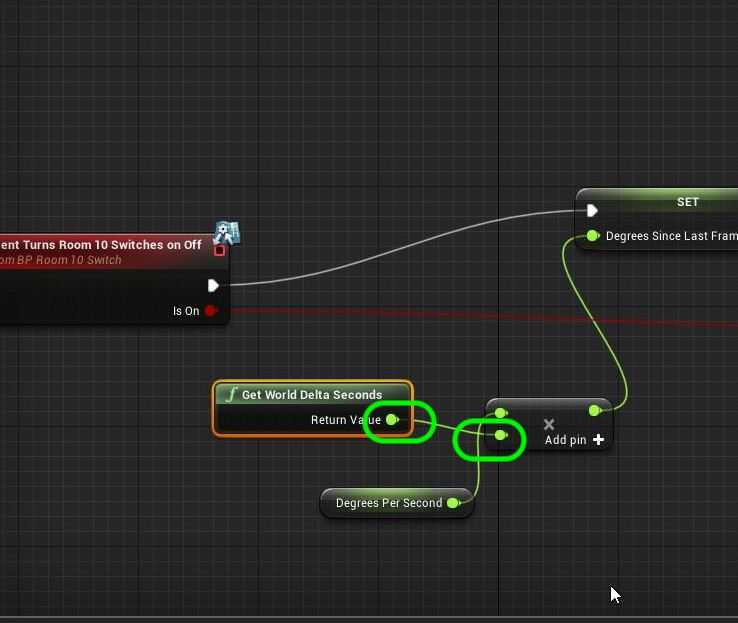 SET
ent Turns Room 10 Switches on Off
om BP Room 10 Switch
Degrees Since Last Fram
Is On
f Get World Delta Seconds
Return Value
Add pin
Degrees Per Second